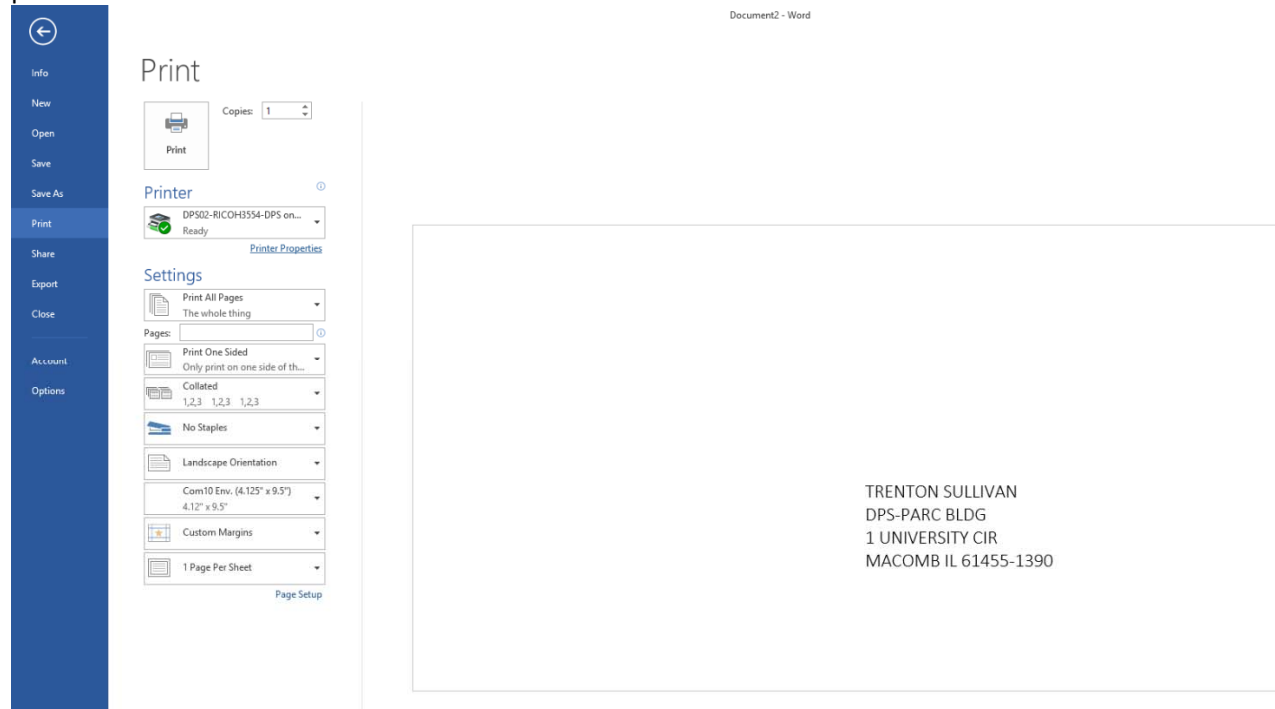 Document2 - Word
Info
New
Open
Save
Save As
Print
Share
Export
Close
Account
Options
Print
Copies: 1
Print
Printer
DPS02-RICOH3554-DPS on...
Ready
Printer Properties
Settings
Print All Pages
The whole thing
Pages:
Print One Sided
Only print on one side of th...
Collated
1,2,3 1,2,3 1,2,3
No Staples
Landscape Orientation
Com10 Env. (4.125" x 9.5")
4.12" x 9.5"
Custom Margins
1 Page Per Sheet
Page Setup
TRENTON SULLIVAN
DPS-PARC BLDG
1 UNIVERSITY CIR
MACOMB IL 61455-1390